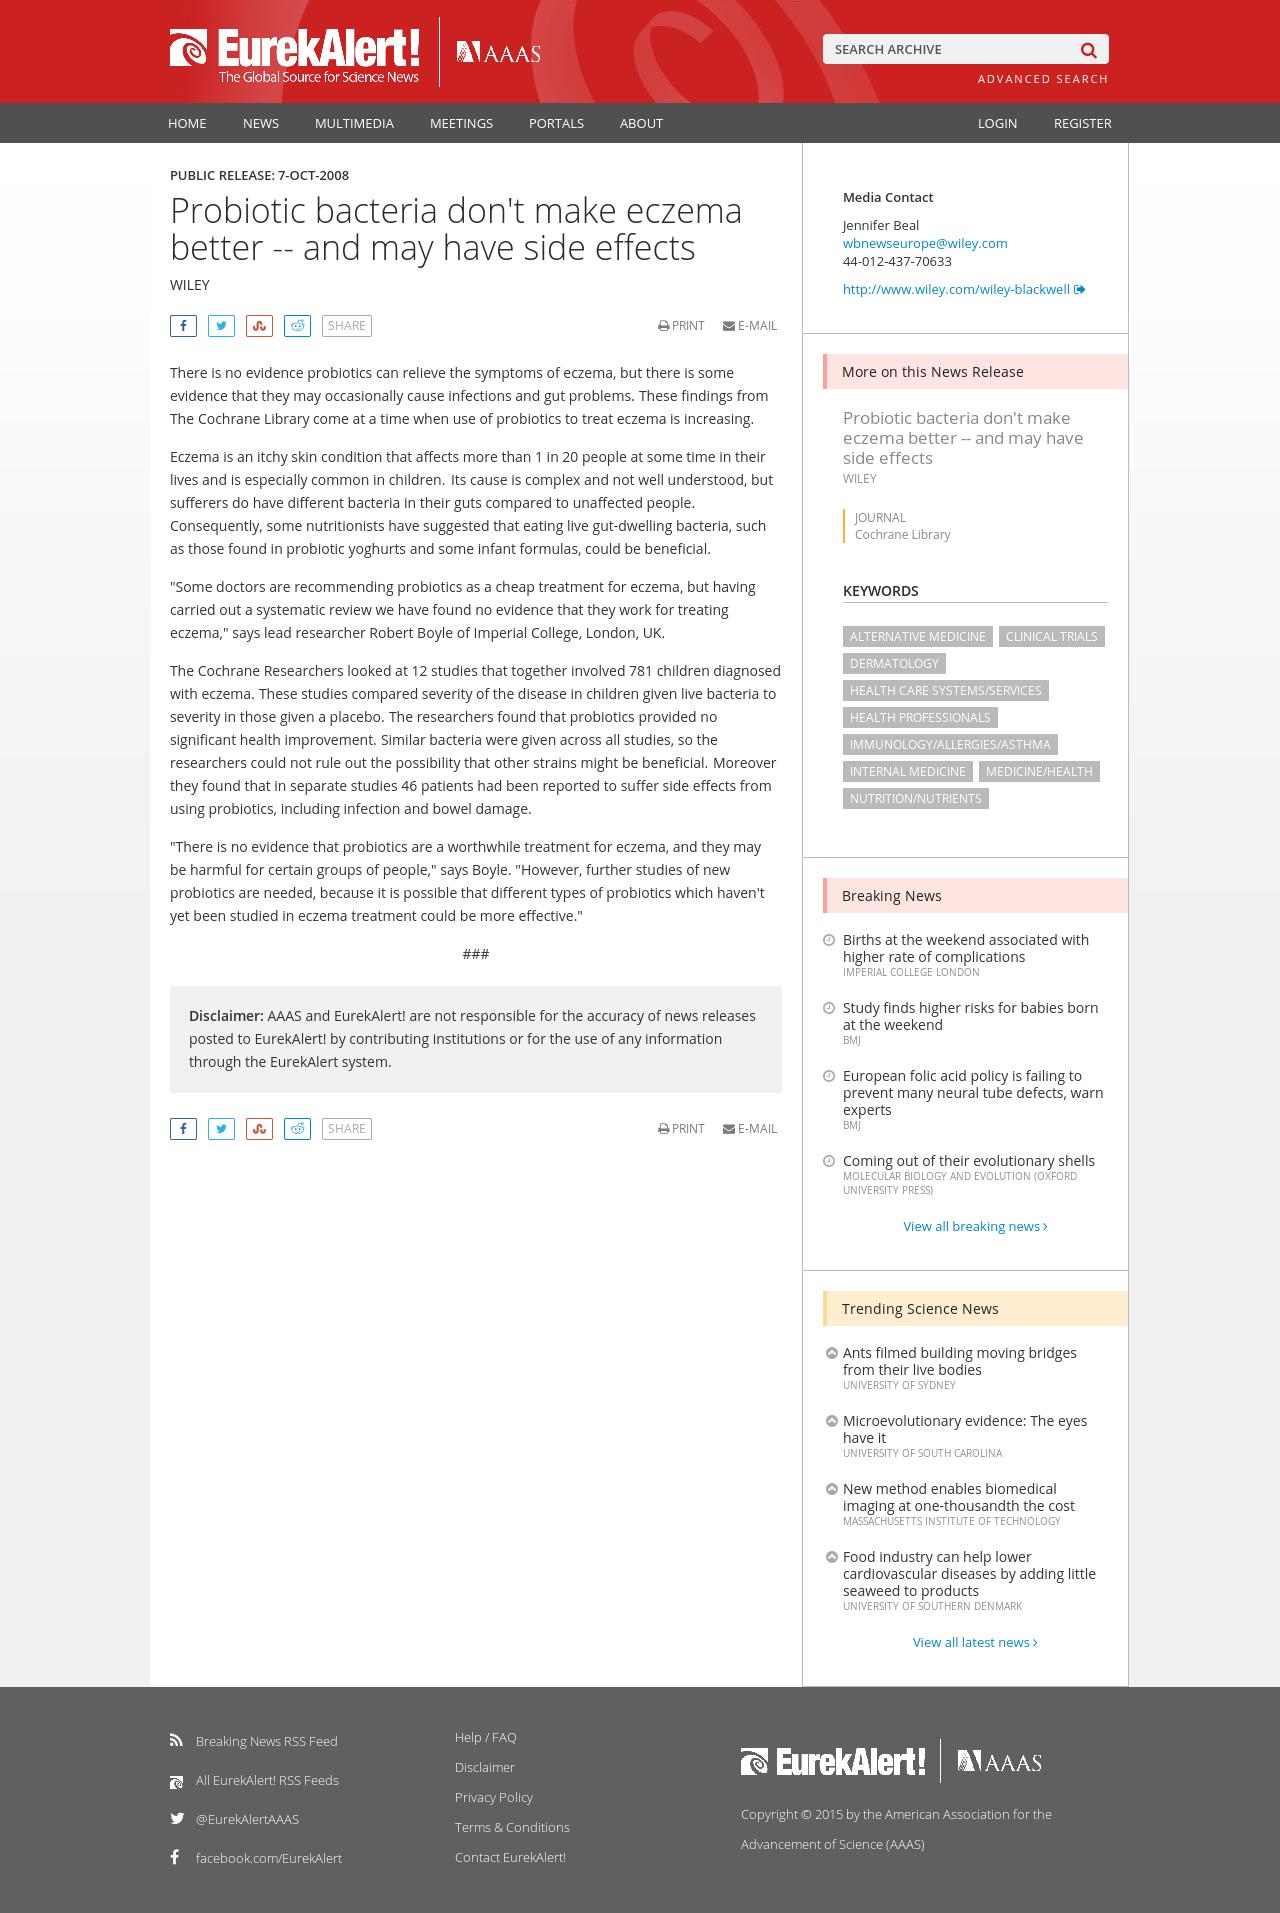 EurekAlert!
The Global Source for Science News
AAAS
SEARCH ARCHIVE
ADVANCED SEARCH
HOME NEWS MULTIMEDIA MEETINGS PORTALS ABOUT LOGIN REGISTER
PUBLIC RELEASE: 7-OCT-2008
Probiotic bacteria don't make eczema
better -- and may have side effects
WILEY
SHARE PRINT E-MAIL
There is no evidence probiotics can relieve the symptoms of eczema, but there is some
evidence that they may occasionally cause infections and gut problems. These findings from
The Cochrane Library come at a time when use of probiotics to treat eczema is increasing.
Eczema is an itchy skin condition that affects more than 1 in 20 people at some time in their
lives and is especially common in children. Its cause is complex and not well understood, but
sufferers do have different bacteria in their guts compared to unaffected people.
Consequently, some nutritionists have suggested that eating live gut-dwelling bacteria, such
as those found in probiotic yoghurts and some infant formulas, could be beneficial.
"Some doctors are recommending probiotics as a cheap treatment for eczema, but having
carried out a systematic review we have found no evidence that they work for treating
eczema," says lead researcher Robert Boyle of Imperial College, London, UK.
The Cochrane Researchers looked at 12 studies that together involved 781 children diagnosed
with eczema. These studies compared severity of the disease in children given live bacteria to
severity in those given a placebo. The researchers found that probiotics provided no
significant health improvement. Similar bacteria were given across all studies, so the
researchers could not rule out the possibility that other strains might be beneficial. Moreover
they found that in separate studies 46 patients had been reported to suffer side effects from
using probiotics, including infection and bowel damage.
"There is no evidence that probiotics are a worthwhile treatment for eczema, and they may
be harmful for certain groups of people," says Boyle. "However, further studies of new
probiotics are needed, because it is possible that different types of probiotics which haven't
yet been studied in eczema treatment could be more effective."
###
Disclaimer: AAAS and EurekAlert! are not responsible for the accuracy of news releases
posted to EurekAlert! by contributing institutions or for the use of any information
through the EurekAlert system.
SHARE PRINT E-MAIL
Media Contact
Jennifer Beal
wbnewseurope@wiley.com
44-012-437-70633
http://www.wiley.com/wiley-blackwell
More on this News Release
Probiotic bacteria don't make
eczema better -- and may have
side effects
WILEY
JOURNAL
Cochrane Library
KEYWORDS
ALTERNATIVE MEDICINE CLINICAL TRIALS
DERMATOLOGY
HEALTH CARE SYSTEMS/SERVICES
HEALTH PROFESSIONALS
IMMUNOLOGY/ALLERGIES/ASTHMA
INTERNAL MEDICINE MEDICINE/HEALTH
NUTRITION/NUTRIENTS
Breaking News
Births at the weekend associated with
higher rate of complications
IMPERIAL COLLEGE LONDON
Study finds higher risks for babies born
at the weekend
BMJ
European folic acid policy is failing to
prevent many neural tube defects, warn
experts
BMJ
Coming out of their evolutionary shells
MOLECULAR BIOLOGY AND EVOLUTION (OXFORD
UNIVERSITY PRESS)
View all breaking news
Trending Science News
Ants filmed building moving bridges
from their live bodies
UNIVERSITY OF SYDNEY
Microevolutionary evidence: The eyes
have it
UNIVERSITY OF SOUTH CAROLINA
New method enables biomedical
imaging at one-thousandth the cost
MASSACHUSETTS INSTITUTE OF TECHNOLOGY
Food industry can help lower
cardiovascular diseases by adding little
seaweed to products
UNIVERSITY OF SOUTHERN DENMARK
View all latest news
Breaking News RSS Feed
All EurekAlert! RSS Feeds
@EurekAlertAAAS
facebook.com/EurekAlert
Help / FAQ
Disclaimer
Privacy Policy
Terms & Conditions
Contact EurekAlert!
EurekAlert! AAAS
Copyright © 2015 by the American Association for the
Advancement of Science (AAAS)